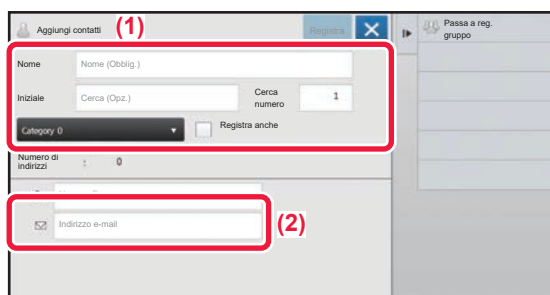 Aggiungi contatti
(1)
Registra
Passa a reg.
gruppo
Nome
Nome (Obblig.)
Iniziale
Cerca (Opz.)
Cerca
numero
1
Category 0
Registra anche
Numero di
indirizzi
:
0
Indirizzo e-mail
(2)